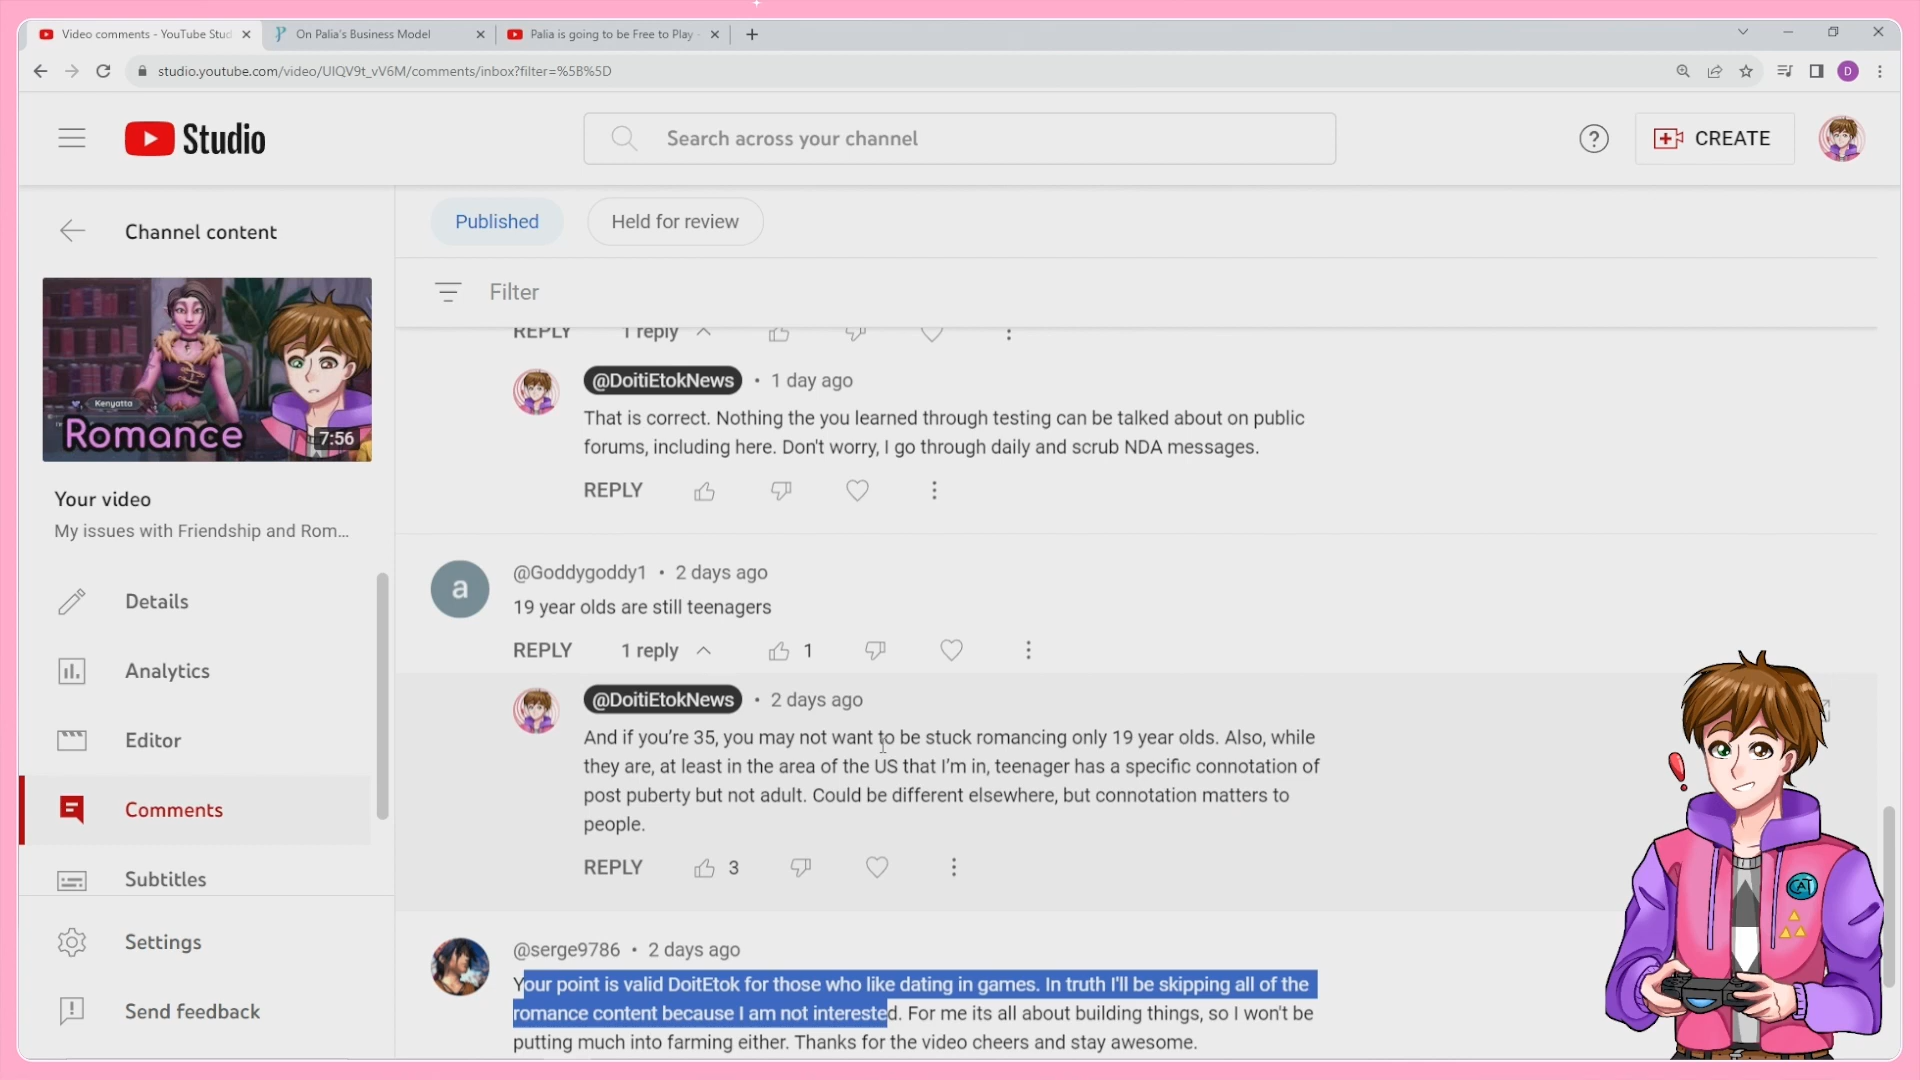 Video comments - YouTube Stud
On Palia's Business Model
Palia is going to be Free to Play -
studio.youtube.com/video/UIQV9t_vV6M/comments/inbox?filter=%5B%5D
D
Studio
Search across your channel
?
CREATE
Channel content
Published
Held for review
Filter
Kenyatta
Romance
7:56
Your video
My issues with Friendship and Rom...
Details
Analytics
Editor
Comments
Subtitles
Settings
Send feedback
REPLY 1 reply
@DoitiEtokNews • 1 day ago
That is correct. Nothing the you learned through testing can be talked about on public
forums, including here. Don't worry, I go through daily and scrub NDA messages.
REPLY
a
@Goddygoddy1 • 2 days ago
19 year olds are still teenagers
REPLY 1 reply 1
@DoitiEtokNews • 2 days ago
And if you're 35, you may not want to be stuck romancing only 19 year olds. Also, while
they are, at least in the area of the US that I'm in, teenager has a specific connotation of
post puberty but not adult. Could be different elsewhere, but connotation matters to
people.
REPLY 3
@serge9786 • 2 days ago
Your point is valid DoitEtok for those who like dating in games. In truth I'll be skipping all of the
romance content because I am not interested. For me its all about building things, so I won't be
putting much into farming either. Thanks for the video cheers and stay awesome.
CAT